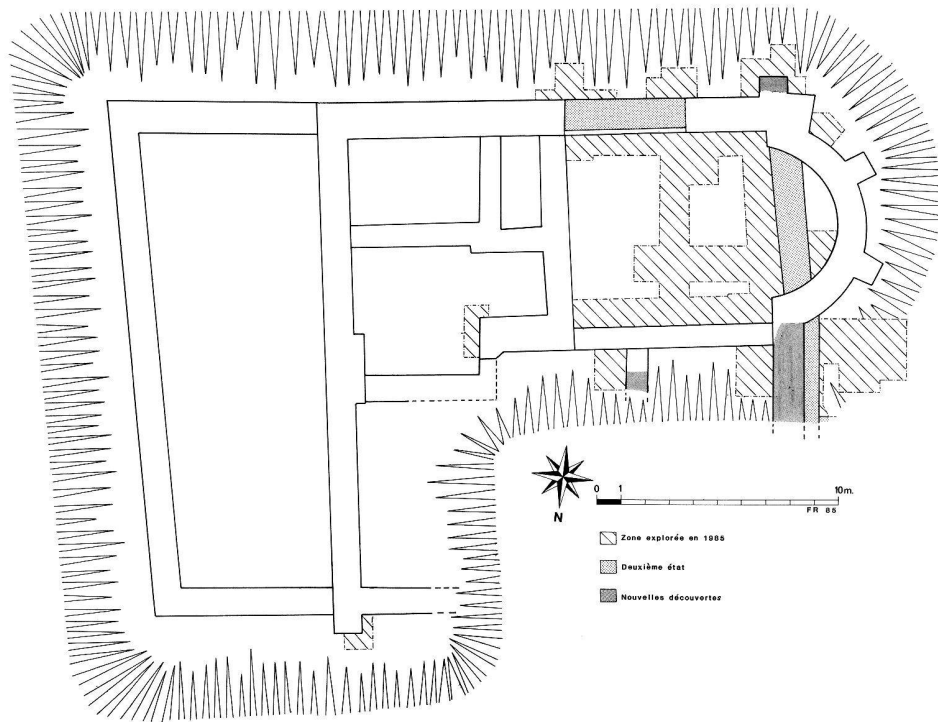 N
0 1 10m.
FR 85
Zone explorée en 1985
Deuxième état
Nouvelles découvertes